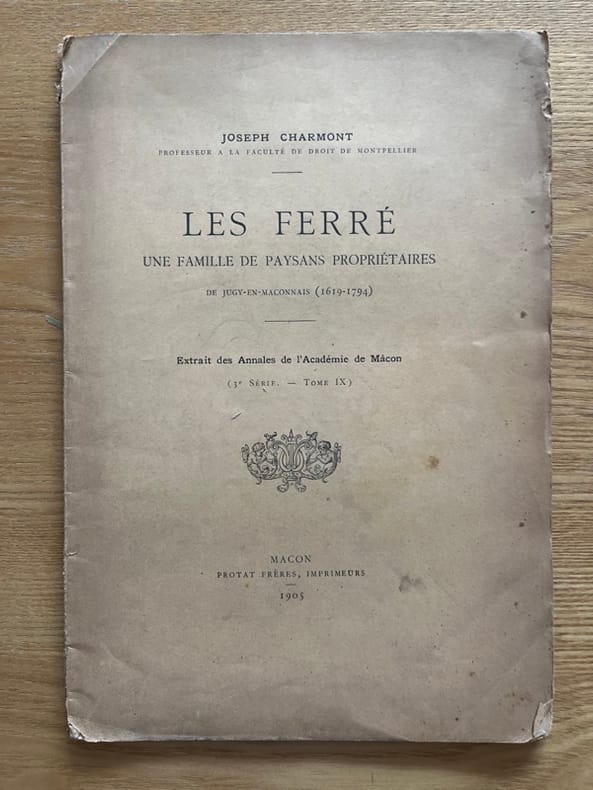 JOSEPH CHARMONT
PROFESSEUR A LA FACULTÉ DE DROIT DE MONTPELLIER
LES FERRÉ
UNE FAMILLE DE PAYSANS PROPRIÉTAIRES
DE JUGY-EN-MACONNAIS (1619-1794)
Extrait des Annales de l'Académie de Mâcon
(3e SÉRIE. — TOME IX)
MACON
PROTAT FRÈRES, IMPRIMEURS
1905